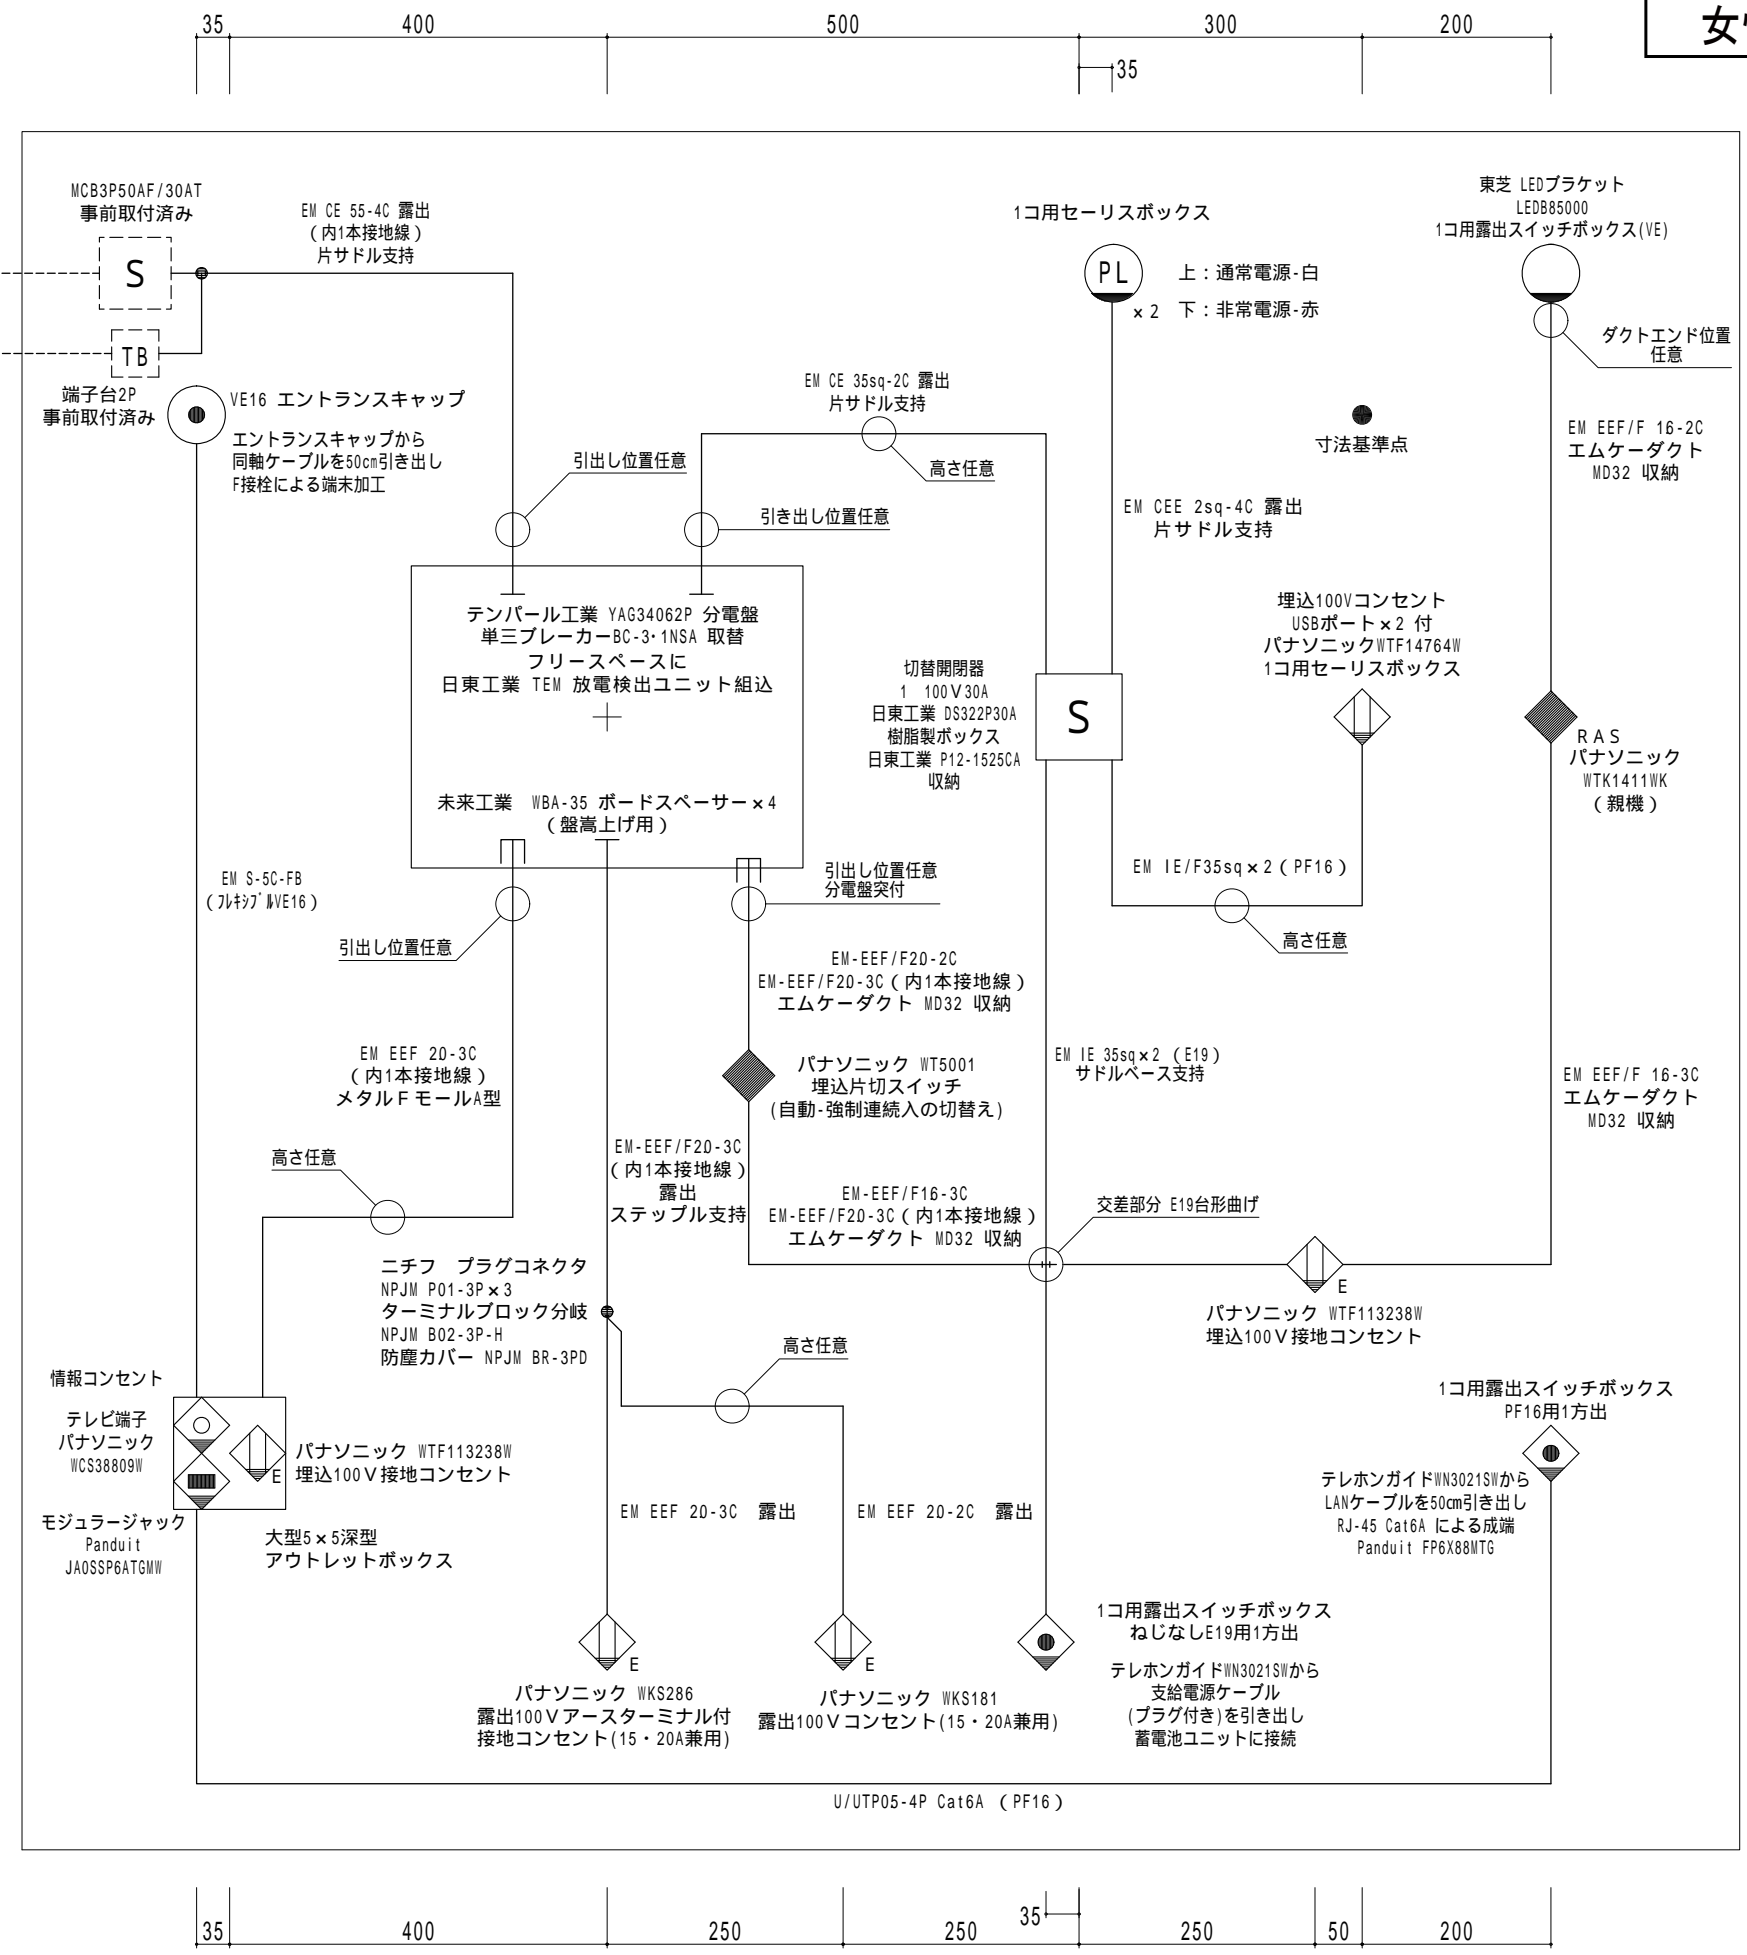 35
400
500
300
200
35
MCB3P50AF/30AT
事前取付済み
S
TB
端子台2P
事前取付済み
EM CE 55-4C 露出
(内1本接地線)
片サドル支持
VE16 エントランスキャップ
エントランスキャップから
同軸ケーブルを50cm引き出し
F接栓による端末加工
引出し位置任意
EM CE 35sq-2C 露出
片サドル支持
高さ任意
引き出し位置任意
1コ用セーリスボックス
PL
×2
上:通常電源-白
下:非常電源-赤
東芝 LEDブラケット
LEDB85000
1コ用露出スイッチボックス(VE)
ダクトエンド位置
任意
寸法基準点
EM EEF/F 16-2C
エムケーダクト
MD32 収納
EM CEE 2sq-4C 露出
片サドル支持
テンパール工業 YAG34062P 分電盤
単三ブレーカーBC-3・1NSA 取替
フリースペースに
日東工業 TEM 放電検出ユニット組込
未来工業 WBA-35 ボードスペーサー×4
(盤嵩上げ用)
切替開閉器
1 100V30A
日東工業 DS322P30A
樹脂製ボックス
日東工業 P12-1525CA
収納
S
埋込100Vコンセント
USBポート×2 付
パナソニックWTF14764W
1コ用セーリスボックス
RAS
パナソニック
WTK1411WK
(親機)
EM S-5C-FB
(フレキシブルVE16)
引出し位置任意
引出し位置任意
分電盤突付
EM IE/F35sq×2(PF16)
高さ任意
EM-EEF/F20-2C
EM-EEF/F20-3C(内1本接地線)
エムケーダクト MD32 収納
EM EEF 20-3C
(内1本接地線)
メタルFモールA型
パナソニック WT5001
埋込片切スイッチ
(自動-強制連続入の切替え)
EM IE 35sq×2 (E19)
サドルベース支持
EM EEF/F 16-3C
エムケーダクト
MD32 収納
高さ任意
EM-EEF/F20-3C
(内1本接地線)
露出
ステップル支持
EM-EEF/F16-3C
EM-EEF/F20-3C(内1本接地線)
エムケーダクト MD32 収納
交差部分 E19台形曲げ
ニチフ プラグコネクタ
NPJM P01-3P×3
ターミナルブロック分岐
NPJM B02-3P-H
防塵カバー NPJM BR-3PD
E
パナソニック WTF113238W
埋込100V接地コンセント
高さ任意
情報コンセント
テレビ端子
パナソニック
WCS38809W
モジュラージャック
Panduit
JAOSSP6ATGMW
E
パナソニック WTF113238W
埋込100V接地コンセント
大型5×5深型
アウトレットボックス
1コ用露出スイッチボックス
PF16用1方出
テレホンガイドWN3021SWから
LANケーブルを50cm引き出し
RJ-45 Cat6A による成端
Panduit FP6X88MTG
EM EEF 20-3C 露出
EM EEF 20-2C 露出
E
パナソニック WKS286
露出100Vアースターミナル付
接地コンセント(15・20A兼用)
E
パナソニック WKS181
露出100Vコンセント(15・20A兼用)
1コ用露出スイッチボックス
ねじなしE19用1方出
テレホンガイドWN3021SWから
支給電源ケーブル
(プラグ付き)を引き出し
蓄電池ユニットに接続
U/UTP05-4P Cat6A (PF16)
35
400
250
250
35
250
50
200